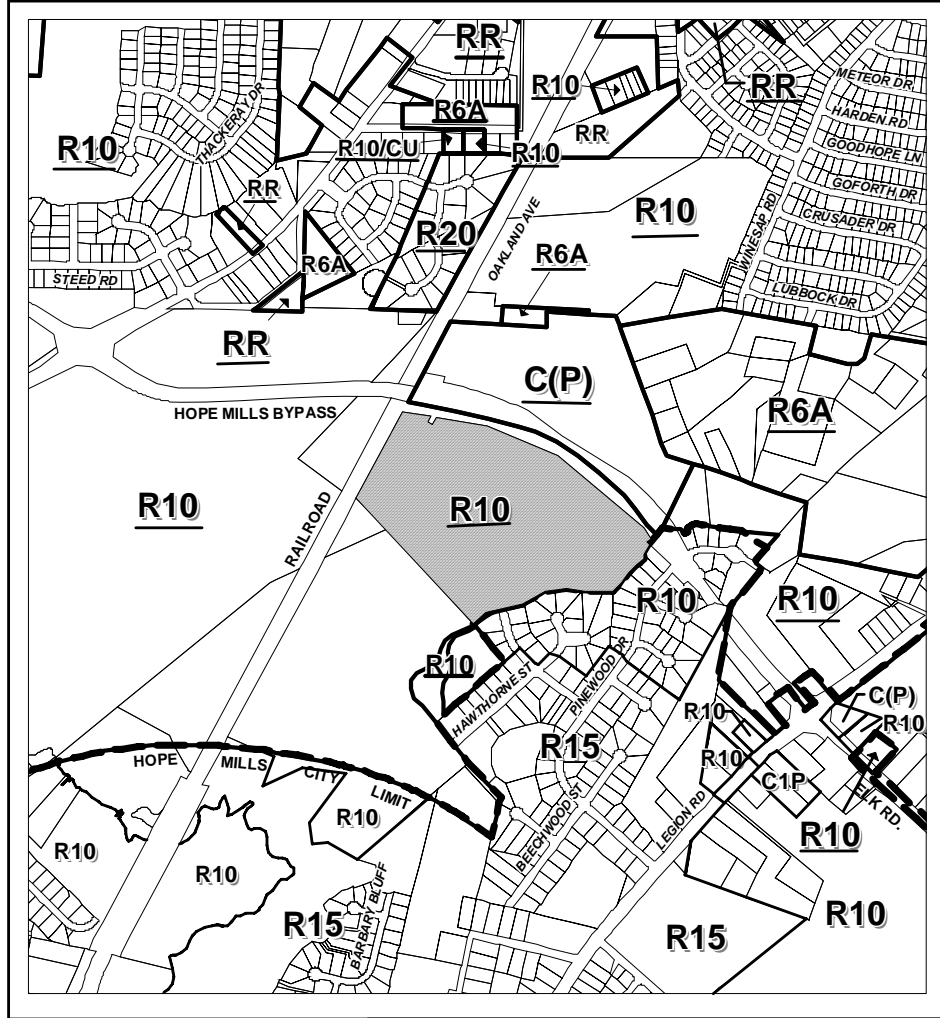 RR
RR
METEOR DR
R10
HARDEN RD
R6A
RR
THACKERAY DR
GOODHOPE LN
R10
R10/CU
R10
GOFORTH DR
RR
R10
CRUSADER DR
R20
OAKLAND AVE
WINESAP RD
R6A
R6A
STEED RD
LUBBOCK DR
RR
C(P)
R6A
HOPE MILLS BYPASS
R10
R10
RAILROAD
R10
R10
R10
HAWTHORNE ST
PINEWOOD DR
C(P)
R10
R10
R15
R10
HOPE MILLS CITY LIMIT
C1P
BEECHWOOD ST
LEGION RD
ELK RD.
R10
R10
R10
R10
R15
BARBARY BLUFF
R15
R10